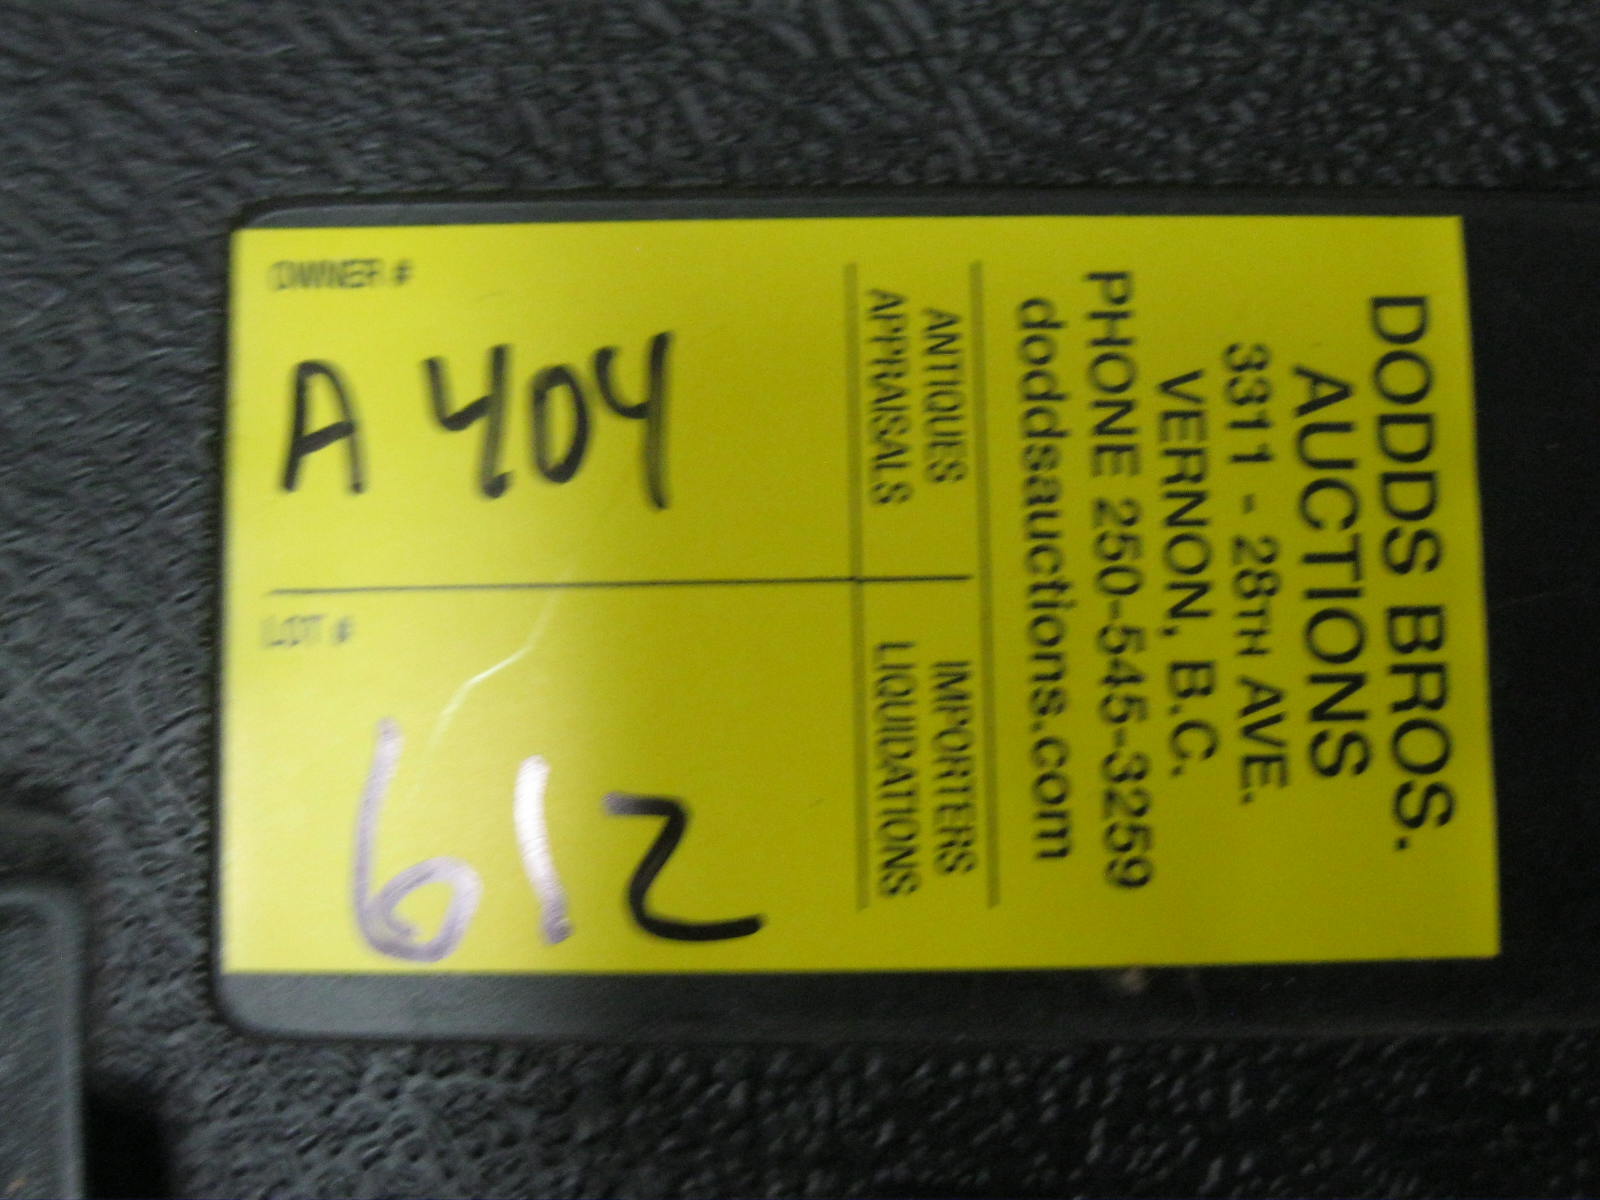 DODDS BROS.
AUCTIONS
3311 - 28TH AVE.
VERNON, B.C.
PHONE 250-545-3259
doddsauctions.com
ANTIQUES IMPORTERS
APPRAISALS LIQUIDATIONS
OWNER #
A 404
LOT #
612